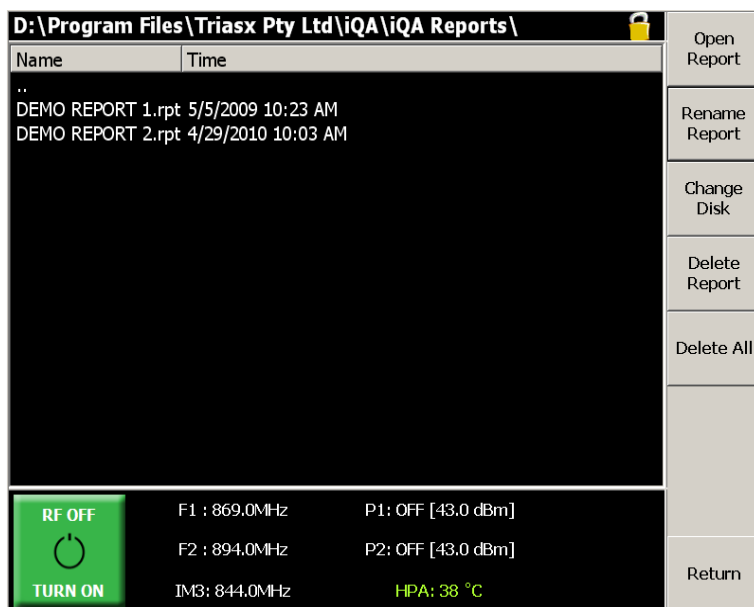 D:\Program Files\Triasx Pty Ltd\iQA\iQA Reports\
Name Time
..
DEMO REPORT 1.rpt 5/5/2009 10:23 AM
DEMO REPORT 2.rpt 4/29/2010 10:03 AM
Open
Report
Rename
Report
Change
Disk
Delete
Report
Delete All
Return
RF OFF
TURN ON
F1 : 869.0MHz P1: OFF [43.0 dBm]
F2 : 894.0MHz P2: OFF [43.0 dBm]
IM3: 844.0MHz HPA: 38 °C